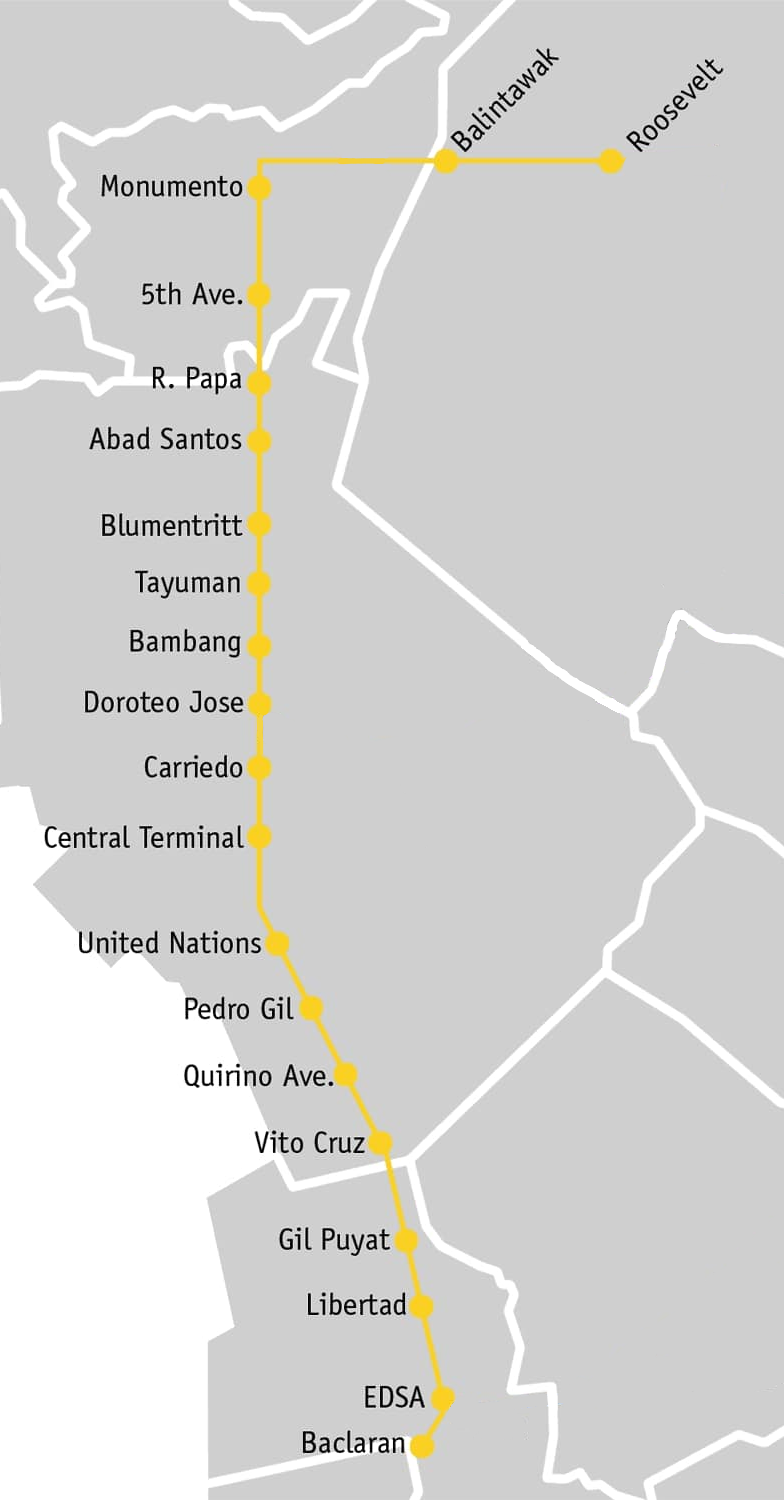 Balintawak
Roosevelt
Monumento
5th Ave.
R. Papa
Abad Santos
Blumentritt
Tayuman
Bambang
Doroteo Jose
Carriedo
Central Terminal
United Nations
Pedro Gil
Quirino Ave.
Vito Cruz
Gil Puyat
Libertad
EDSA
Baclaran